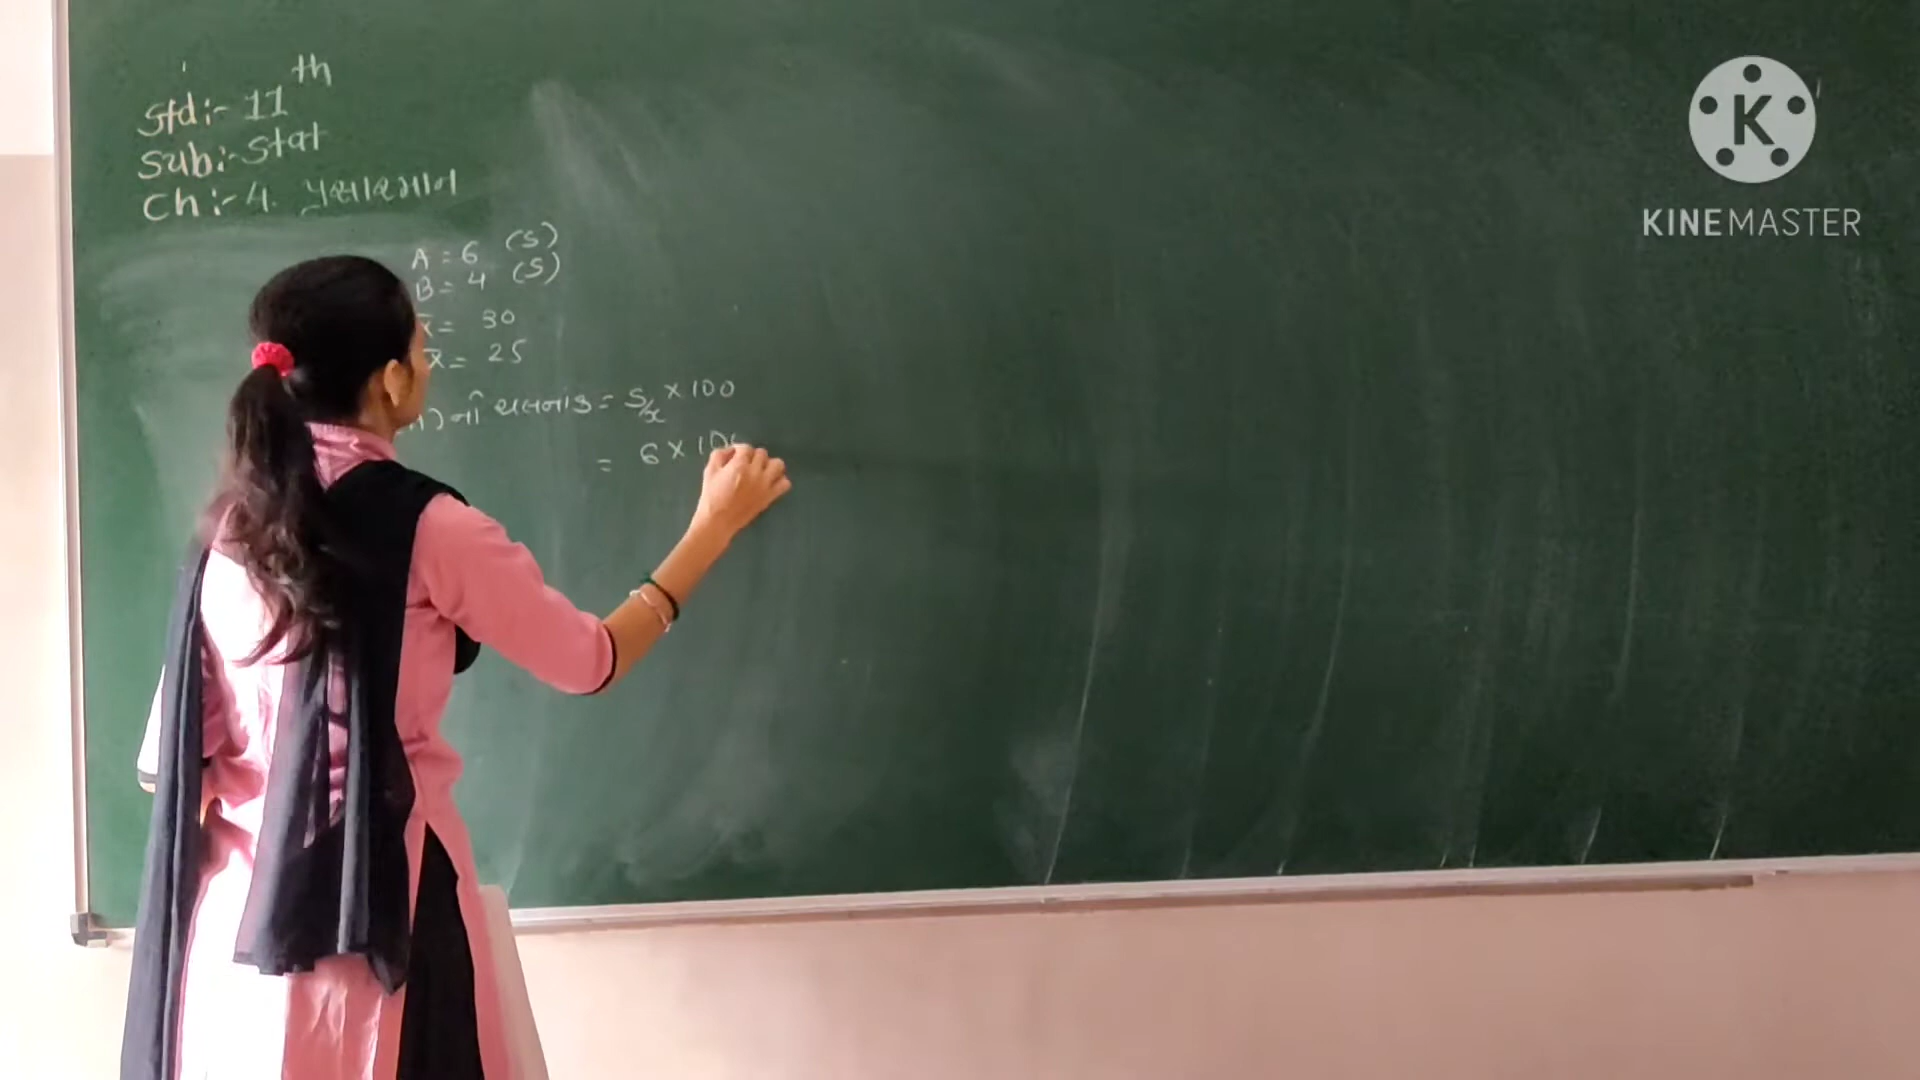 Std:- 11th
Sub:- Stat
Ch:- 4. પ્રસારમાન
A = 6 (S)
B = 4 (S)
x̄ = 30
x̄ = 25
નો ચલનાંક = S/x̄ × 100
= 6 × 100
K
KINEMASTER